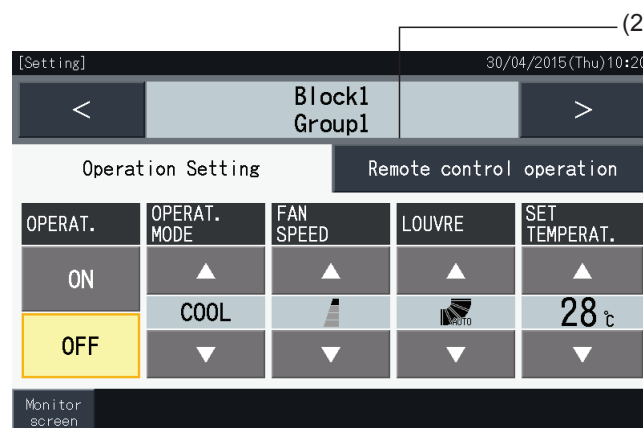 (2
[Setting] 30/04/2015(Thu)10:20
< Block1 >
Group1
Operation Setting Remote control operation
OPERAT. OPERAT. MODE FAN SPEED LOUVRE SET TEMPERAT.
ON
COOL AUTO 28℃
OFF
Monitor
screen